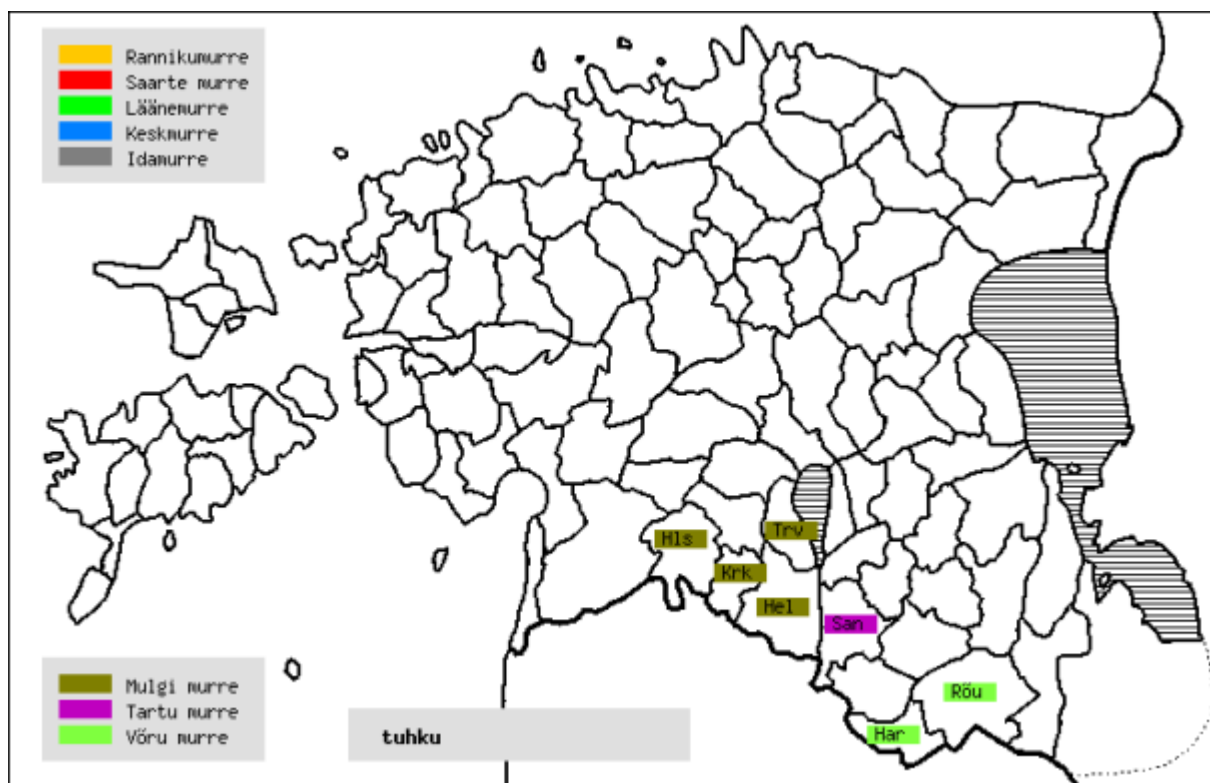 Rannikumurre
Saarte murre
Läänemurre
Keskmurre
Idamurre
Hls
Trv
Krk
Hel
San
Rõu
Har
Mulgi murre
Tartu murre
Võru murre
tuhku